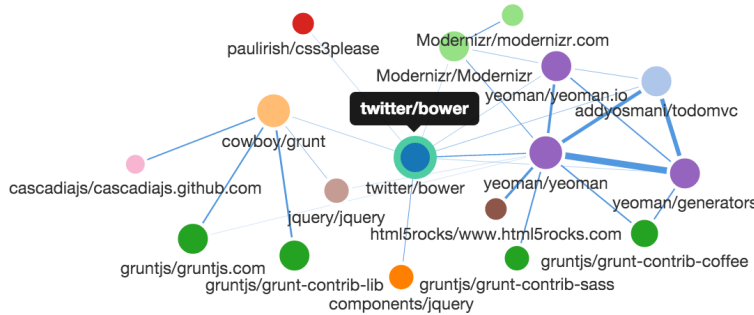 Modernizr/modernizr.com
paulirish/css3please
Modernizr/Modernizr
yeoman/yeoman.io
twitter/bower
addyosmani/todomvc
cowboy/grunt
cascadiajs/cascadiajs.github.com
twitter/bower
yeoman/yeoman
jquery/jquery
yeoman/generators
html5rocks/www.html5rocks.com
gruntjs/gruntjs.com
gruntjs/grunt-contrib-coffee
gruntjs/grunt-contrib-lib
gruntjs/grunt-contrib-sass
components/jquery